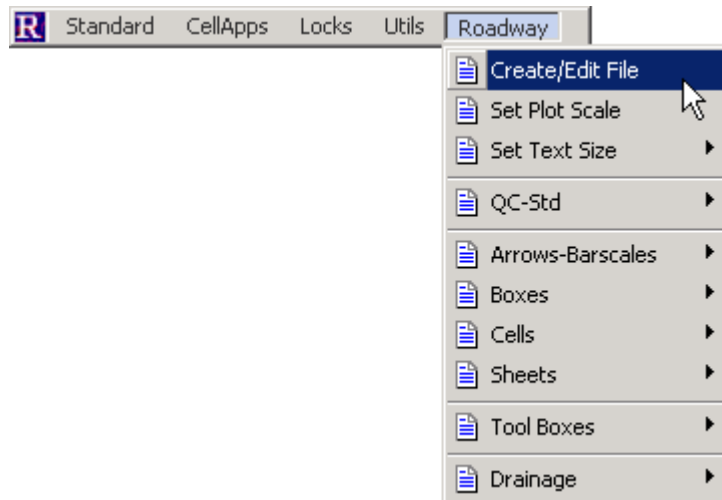 R Standard CellApps Locks Utils Roadway
Create/Edit File
Set Plot Scale
Set Text Size
QC-Std
Arrows-Barscales
Boxes
Cells
Sheets
Tool Boxes
Drainage